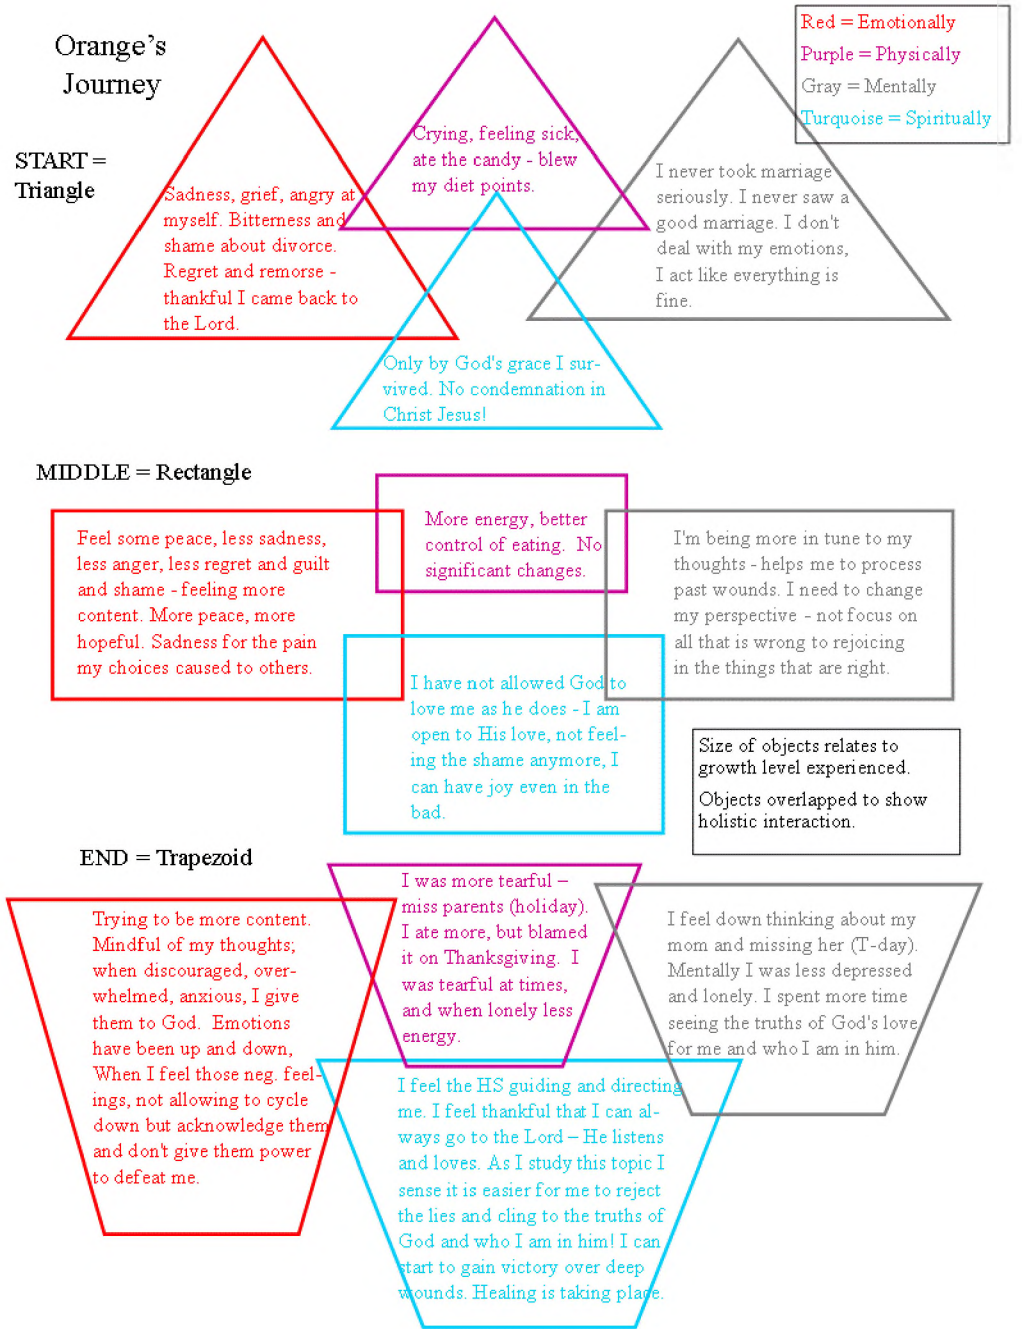 Orange's
Journey
Red = Emotionally
Purple = Physically
Gray = Mentally
Turquoise = Spiritually
START =
Triangle
Sadness, grief, angry at
myself. Bitterness and
shame about divorce.
Regret and remorse -
thankful I came back to
the Lord.
Crying, feeling sick,
ate the candy - blew
my diet points.
I never took marriage
seriously. I never saw a
good marriage. I don't
deal with my emotions,
I act like everything is
fine.
Only by God's grace I sur-
vived. No condemnation in
Christ Jesus!
MIDDLE = Rectangle
Feel some peace, less sadness,
less anger, less regret and guilt
and shame - feeling more
content. More peace, more
hopeful. Sadness for the pain
my choices caused to others.
More energy, better
control of eating.  No
significant changes.
I'm being more in tune to my
thoughts - helps me to process
past wounds. I need to change
my perspective - not focus on
all that is wrong to rejoicing
in the things that are right.
I have not allowed God to
love me as he does - I am
open to His love, not feel-
ing the shame anymore, I
can have joy even in the
bad.
Size of objects relates to
growth level experienced.
Objects overlapped to show
holistic interaction.
END = Trapezoid
Trying to be more content.
Mindful of my thoughts;
when discouraged, over-
whelmed, anxious, I give
them to God.  Emotions
have been up and down,
When I feel those neg. feel-
ings, not allowing to cycle
down but acknowledge them
and don't give them power
to defeat me.
I was more tearful –
miss parents (holiday).
I ate more, but blamed
it on Thanksgiving.  I
was tearful at times,
and when lonely less
energy.
I feel down thinking about my
mom and missing her (T-day).
Mentally I was less depressed
and lonely. I spent more time
seeing the truths of God's love
for me and who I am in him.
I feel the HS guiding and directing
me. I feel thankful that I can al-
ways go to the Lord – He listens
and loves. As I study this topic I
sense it is easier for me to reject
the lies and cling to the truths of
God and who I am in him! I can
start to gain victory over deep
wounds. Healing is taking place.